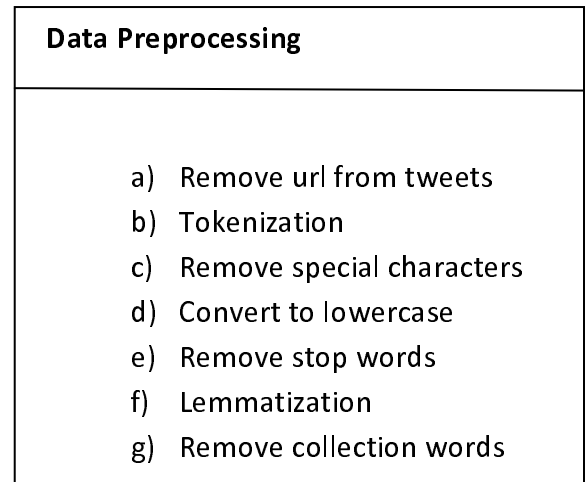 Data Preprocessing
a) Remove url from tweets
b) Tokenization
c) Remove special characters
d) Convert to lowercase
e) Remove stop words
f) Lemmatization
g) Remove collection words